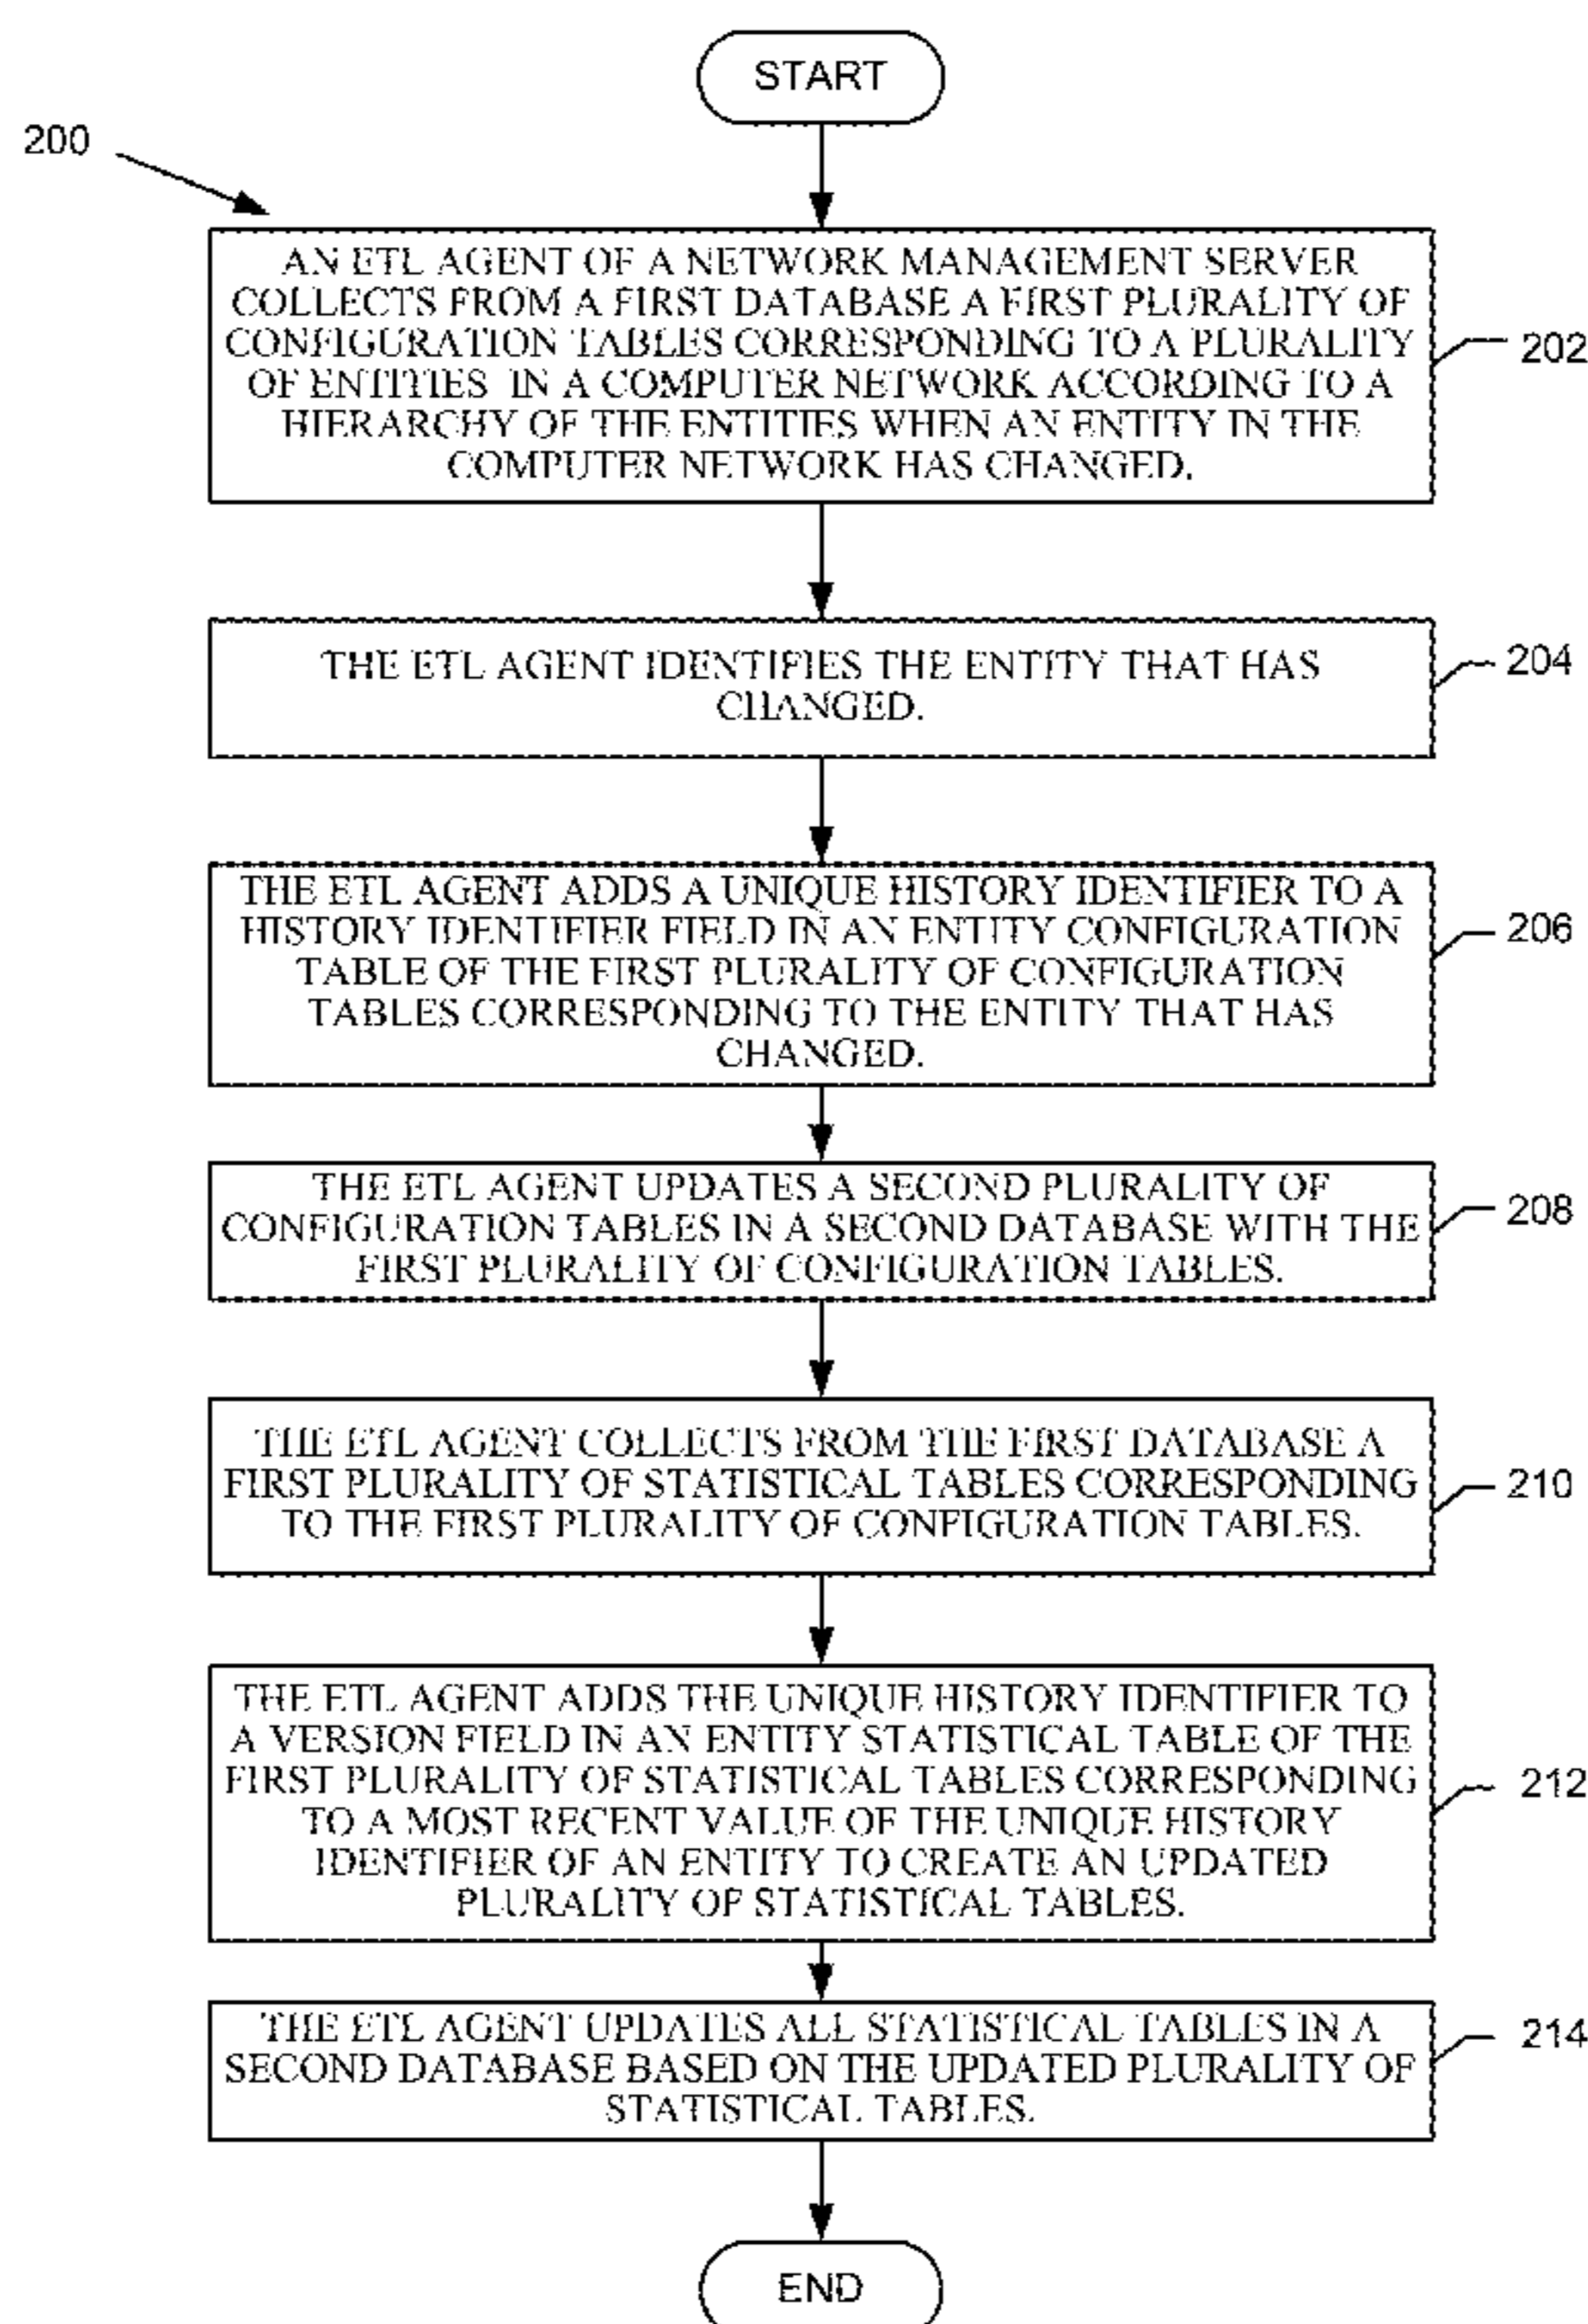 START
200
AN ETL AGENT OF A NETWORK MANAGEMENT SERVER
COLLECTS FROM A FIRST DATABASE A FIRST PLURALITY OF
CONFIGURATION TABLES CORRESPONDING TO A PLURALITY
OF ENTITIES IN A COMPUTER NETWORK ACCORDING TO A
HIERARCHY OF THE ENTITIES WHEN AN ENTITY IN THE
COMPUTER NETWORK HAS CHANGED.
202
THE ETL AGENT IDENTIFIES THE ENTITY THAT HAS
CHANGED.
204
THE ETL AGENT ADDS A UNIQUE HISTORY IDENTIFIER TO A
HISTORY IDENTIFIER FIELD IN AN ENTITY CONFIGURATION
TABLE OF THE FIRST PLURALITY OF CONFIGURATION
TABLES CORRESPONDING TO THE ENTITY THAT HAS
CHANGED.
206
THE ETL AGENT UPDATES A SECOND PLURALITY OF
CONFIGURATION TABLES IN A SECOND DATABASE WITH THE
FIRST PLURALITY OF CONFIGURATION TABLES.
208
THE ETL AGENT COLLECTS FROM THE FIRST DATABASE A
FIRST PLURALITY OF STATISTICAL TABLES CORRESPONDING
TO THE FIRST PLURALITY OF CONFIGURATION TABLES.
210
THE ETL AGENT ADDS THE UNIQUE HISTORY IDENTIFIER TO
A VERSION FIELD IN AN ENTITY STATISTICAL TABLE OF THE
FIRST PLURALITY OF STATISTICAL TABLES CORRESPONDING
TO A MOST RECENT VALUE OF THE UNIQUE HISTORY
IDENTIFIER OF AN ENTITY TO CREATE AN UPDATED
PLURALITY OF STATISTICAL TABLES.
212
THE ETL AGENT UPDATES ALL STATISTICAL TABLES IN A
SECOND DATABASE BASED ON THE UPDATED PLURALITY OF
STATISTICAL TABLES.
214
END